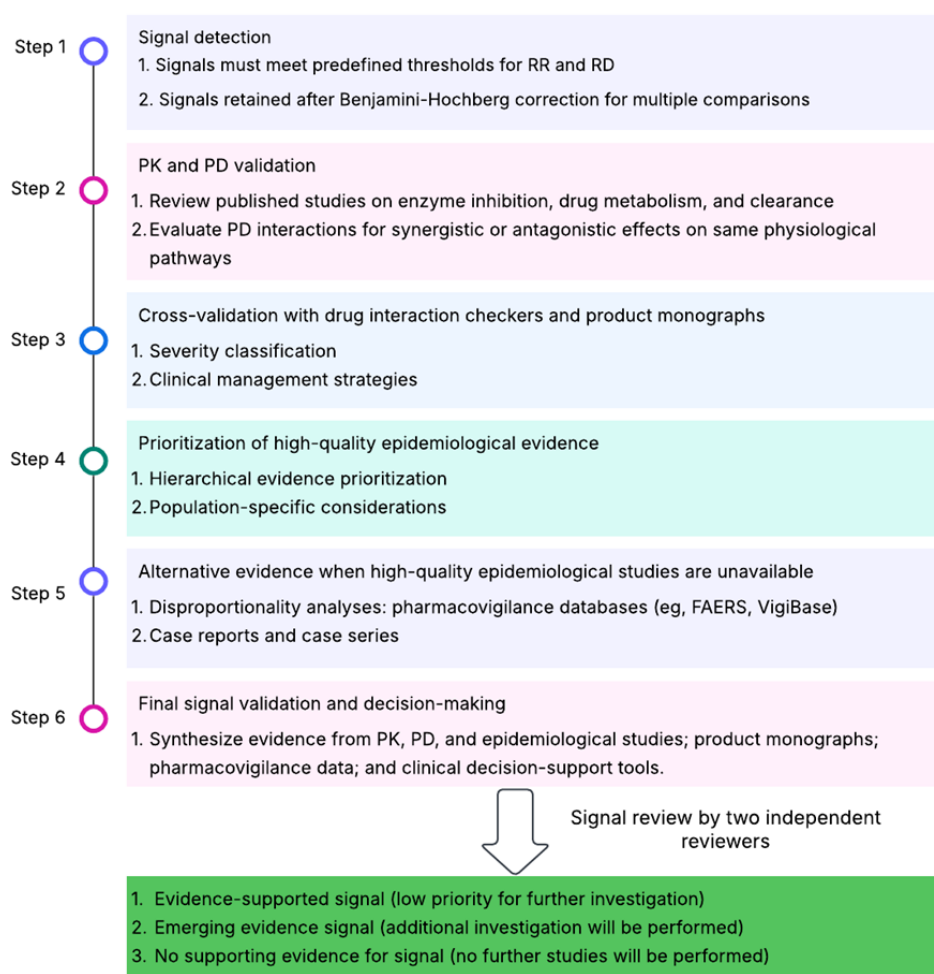 Step 1
Signal detection
1. Signals must meet predefined thresholds for RR and RD
2. Signals retained after Benjamini-Hochberg correction for multiple comparisons
Step 2
PK and PD validation
1. Review published studies on enzyme inhibition, drug metabolism, and clearance
2. Evaluate PD interactions for synergistic or antagonistic effects on same physiological
pathways
Step 3
Cross-validation with drug interaction checkers and product monographs
1. Severity classification
2. Clinical management strategies
Step 4
Prioritization of high-quality epidemiological evidence
1. Hierarchical evidence prioritization
2. Population-specific considerations
Step 5
Alternative evidence when high-quality epidemiological studies are unavailable
1. Disproportionality analyses: pharmacovigilance databases (eg, FAERS, VigiBase)
2. Case reports and case series
Step 6
Final signal validation and decision-making
1. Synthesize evidence from PK, PD, and epidemiological studies; product monographs;
pharmacovigilance data; and clinical decision-support tools.
Signal review by two independent
reviewers
1. Evidence-supported signal (low priority for further investigation)
2. Emerging evidence signal (additional investigation will be performed)
3. No supporting evidence for signal (no further studies will be performed)